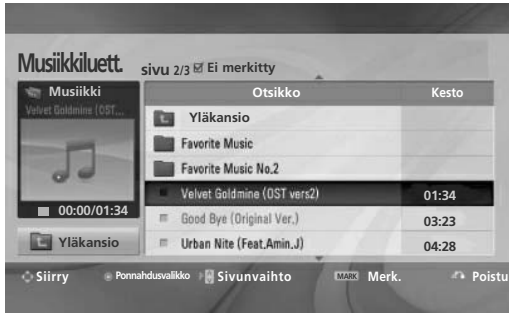 Musiikkiluett. sivu 2/3 Ei merkitty
Musiikki
Velvet Goldmine (OST...
00:00/01:34
Yläkansio
Otsikko Kesto
Yläkansio
Favorite Music
Favorite Music No.2
Velvet Goldmine (OST vers2) 01:34
Good Bye (Original Ver.) 03:23
Urban Nite (Feat.Amin.J) 04:28
Siirry Ponnahdusvalikko Sivunvaihto MARK Merk. Poistu